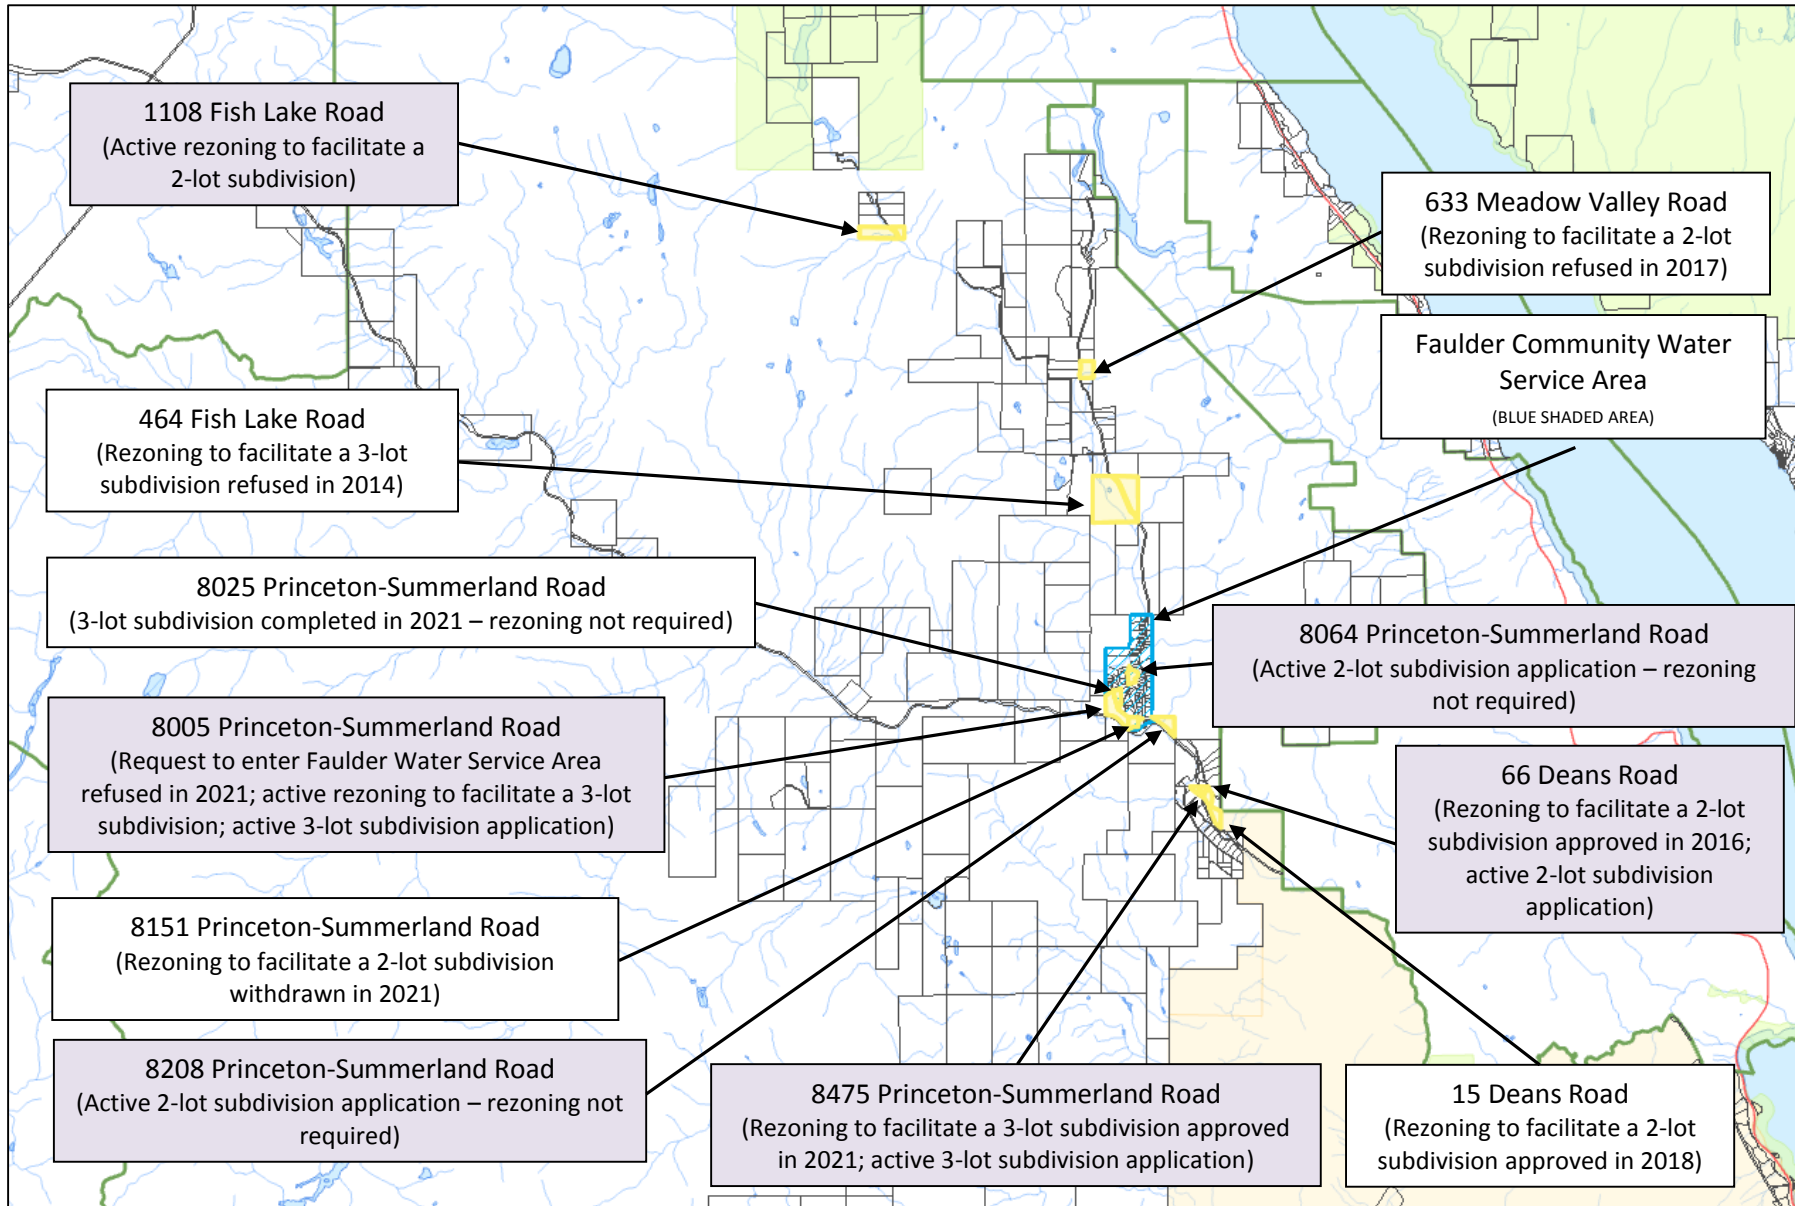 1108 Fish Lake Road
(Active rezoning to facilitate a
2-lot subdivision)
633 Meadow Valley Road
(Rezoning to facilitate a 2-lot
subdivision refused in 2017)
Faulder Community Water
Service Area
(BLUE SHADED AREA)
464 Fish Lake Road
(Rezoning to facilitate a 3-lot
subdivision refused in 2014)
8025 Princeton-Summerland Road
(3-lot subdivision completed in 2021 – rezoning not required)
8064 Princeton-Summerland Road
(Active 2-lot subdivision application – rezoning
not required)
8005 Princeton-Summerland Road
(Request to enter Faulder Water Service Area
refused in 2021; active rezoning to facilitate a 3-lot
subdivision; active 3-lot subdivision application)
66 Deans Road
(Rezoning to facilitate a 2-lot
subdivision approved in 2016;
active 2-lot subdivision
application)
8151 Princeton-Summerland Road
(Rezoning to facilitate a 2-lot subdivision
withdrawn in 2021)
8208 Princeton-Summerland Road
(Active 2-lot subdivision application – rezoning not
required)
8475 Princeton-Summerland Road
(Rezoning to facilitate a 3-lot subdivision approved
in 2021; active 3-lot subdivision application)
15 Deans Road
(Rezoning to facilitate a 2-lot
subdivision approved in 2018)